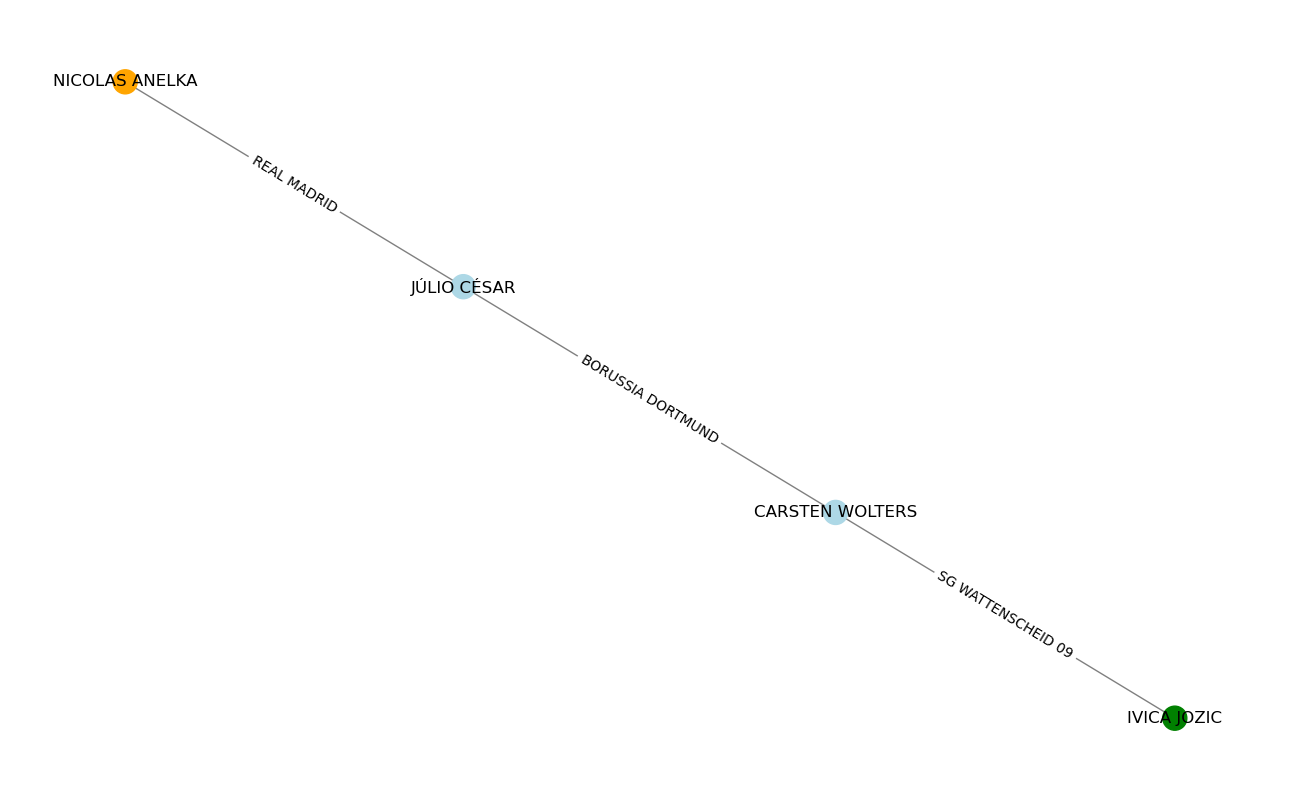 NICOLAS ANELKA
REAL MADRID
JÚLIO CÉSAR
BORUSSIA DORTMUND
CARSTEN WOLTERS
SG WATTENSCHEID 09
IVICA JOZIC